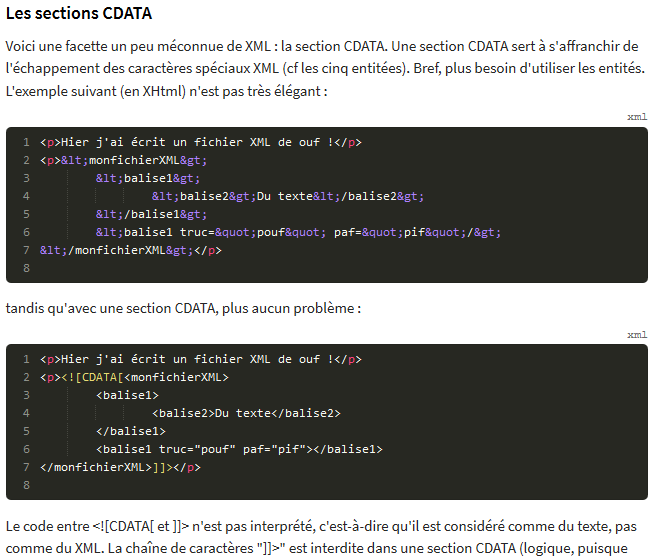 Les sections CDATA
Voici une facette un peu méconnue de XML : la section CDATA. Une section CDATA sert à s'affranchir de
l'échappement des caractères spéciaux XML (cf les cinq entitées). Bref, plus besoin d'utiliser les entités.
L'exemple suivant (en XHtml) n'est pas très élégant :
xml
1 <p>Hier j'ai écrit un fichier XML de ouf !</p>
2 <p>&lt;monfichierXML&gt;
3 &lt;balise1&gt;
4 &lt;balise2&gt;Du texte&lt;/balise2&gt;
5 &lt;/balise1&gt;
6 &lt;balise1 truc=&quot;pouf&quot; paf=&quot;pif&quot;/&gt;
7 &lt;/monfichierXML&gt;</p>
8
tandis qu'avec une section CDATA, plus aucun problème :
xml
1 <p>Hier j'ai écrit un fichier XML de ouf !</p>
2 <p><![CDATA[<monfichierXML>
3 <balise1>
4 <balise2>Du texte</balise2>
5 </balise1>
6 <balise1 truc="pouf" paf="pif"></balise1>
7 </monfichierXML>]]></p>
8
Le code entre <![CDATA[ et ]]> n'est pas interprété, c'est-à-dire qu'il est considéré comme du texte, pas
comme du XML. La chaîne de caractères "]]>" est interdite dans une section CDATA (logique, puisque